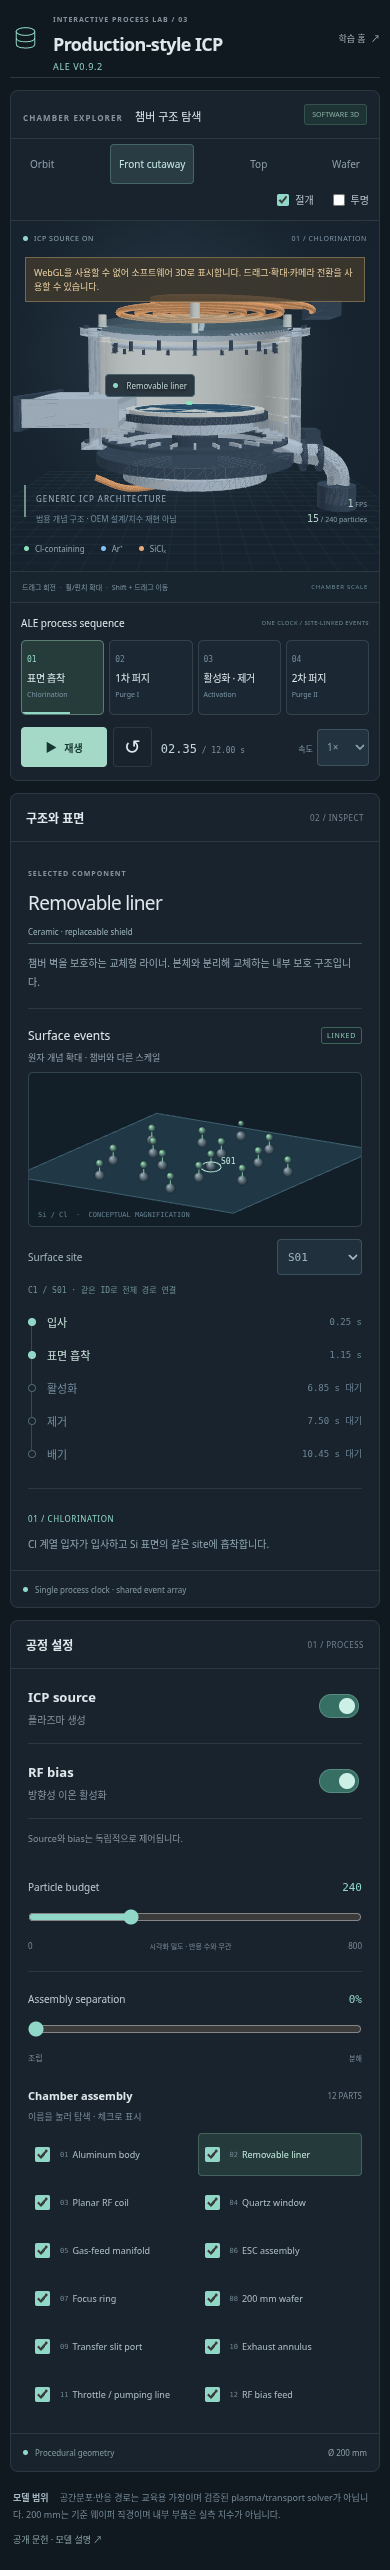 INTERACTIVE PROCESS LAB / 03
Production-style ICP
ALE V0.9.2
학습 홈 ↗
CHAMBER EXPLORER 챔버 구조 탐색
SOFTWARE 3D
Orbit Front cutaway Top Wafer
절개 투명
ICP SOURCE ON 01 / CHLORINATION
WebGL을 사용할 수 없어 소프트웨어 3D로 표시합니다. 드래그·확대·카메라 전환을 사
용할 수 있습니다.
Removable liner
GENERIC ICP ARCHITECTURE
범용 개념 구조 · OEM 설계/치수 재현 아님
1 FPS
15 / 240 particles
Cl-containing Ar⁺ SiClₓ
드래그 회전 · 휠/핀치 확대 · Shift + 드래그 이동 CHAMBER SCALE
ALE process sequence ONE CLOCK / SITE-LINKED EVENTS
01 02 03 04
표면 흡착 1차 퍼지 활성화 · 제거 2차 퍼지
Chlorination Purge I Activation Purge II
▶ 재생 ↺ 02.35 / 12.00 s 속도 1×
구조와 표면 02 / INSPECT
SELECTED COMPONENT
Removable liner
Ceramic · replaceable shield
챔버 벽을 보호하는 교체형 라이너. 본체와 분리해 교체하는 내부 보호 구조입니
다.
Surface events LINKED
원자 개념 확대 · 챔버와 다른 스케일
S01
Si / Cl · CONCEPTUAL MAGNIFICATION
Surface site S01
C1 / S01 · 같은 ID로 전체 경로 연결
입사 0.25 s
표면 흡착 1.15 s
활성화 6.85 s 대기
제거 7.50 s 대기
배기 10.45 s 대기
01 / CHLORINATION
Cl 계열 입자가 입사하고 Si 표면의 같은 site에 흡착합니다.
Single process clock · shared event array
공정 설정 01 / PROCESS
ICP source
플라즈마 생성
RF bias
방향성 이온 활성화
Source와 bias는 독립적으로 제어됩니다.
Particle budget 240
0 시각화 밀도 · 반응 수와 무관 800
Assembly separation 0%
조립 분해
Chamber assembly 12 PARTS
이름을 눌러 탐색 · 체크로 표시
01 Aluminum body 02 Removable liner
03 Planar RF coil 04 Quartz window
05 Gas-feed manifold 06 ESC assembly
07 Focus ring 08 200 mm wafer
09 Transfer slit port 10 Exhaust annulus
11 Throttle / pumping line 12 RF bias feed
Procedural geometry Ø 200 mm
모델 범위 공간분포·반응 경로는 교육용 가정이며 검증된 plasma/transport solver가 아닙니
다. 200 mm는 기준 웨이퍼 직경이며 내부 부품은 실측 치수가 아닙니다.
공개 문헌 · 모델 설명 ↗